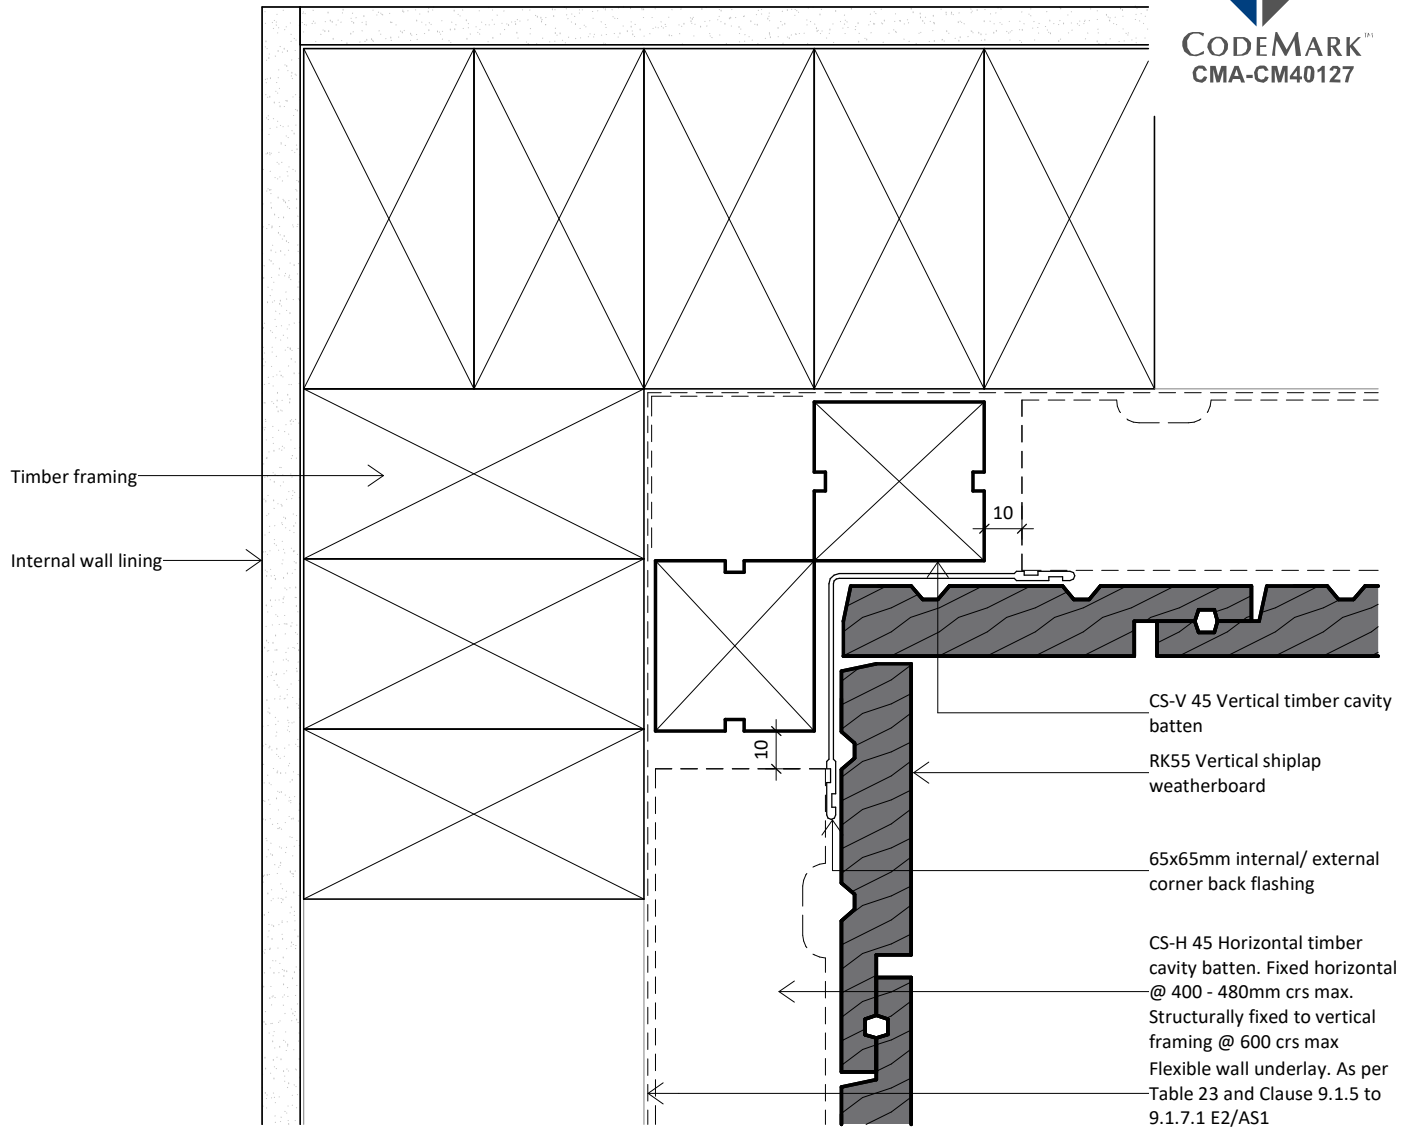 CODEMARK™
CMA-CM40127
Timber framing
Internal wall lining
10
10
CS-V 45 Vertical timber cavity
batten
RK55 Vertical shiplap
weatherboard
65x65mm internal/ external
corner back flashing
CS-H 45 Horizontal timber
cavity batten. Fixed horizontal
@ 400 - 480mm crs max.
Structurally fixed to vertical
framing @ 600 crs max
Flexible wall underlay. As per
Table 23 and Clause 9.1.5 to
9.1.7.1 E2/AS1